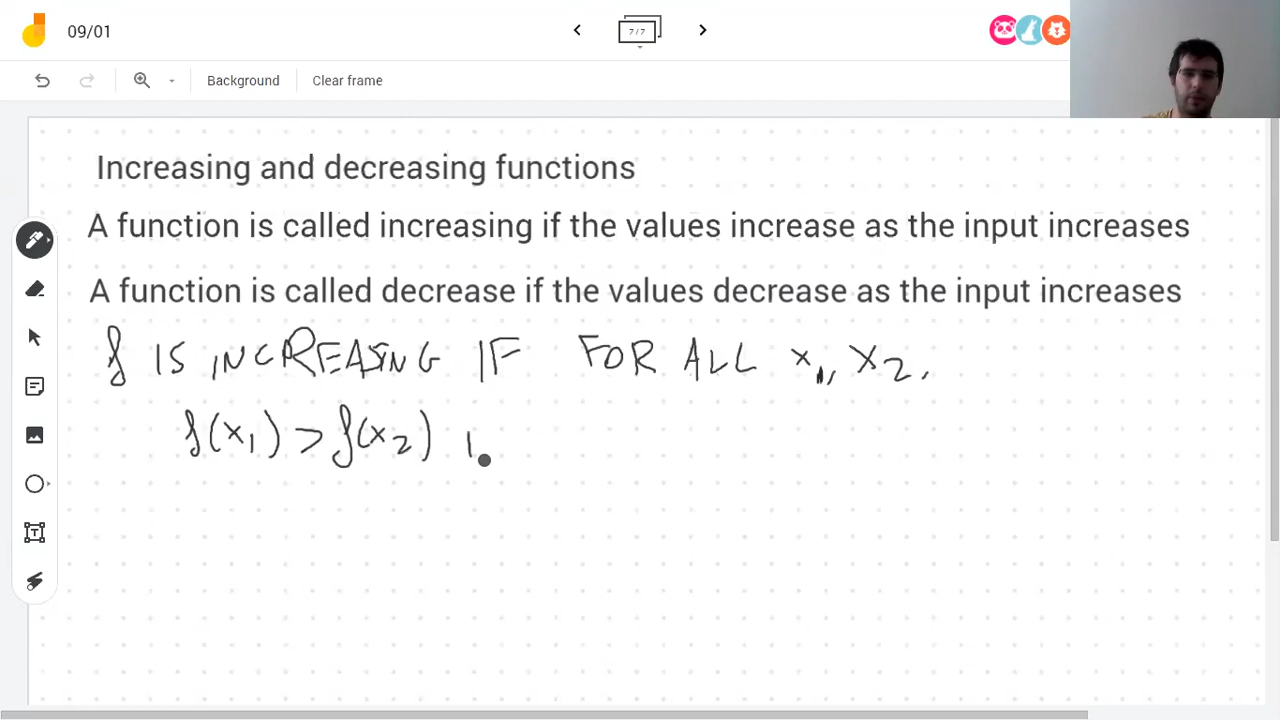 09/01
7/7
Background
Clear frame
Increasing and decreasing functions
A function is called increasing if the values increase as the input increases
A function is called decrease if the values decrease as the input increases
f IS INCREASING IF FOR ALL x₁, x₂,
f(x₁) > f(x₂) I